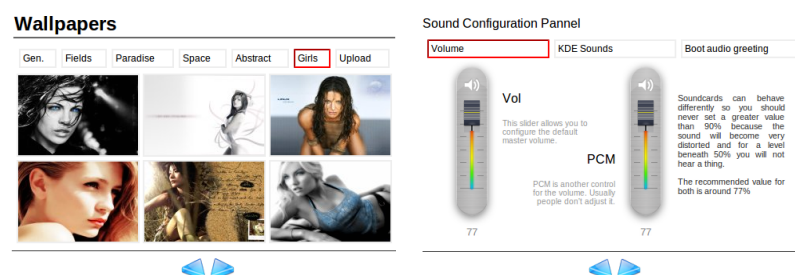 Wallpapers
Gen. Fields Paradise Space Abstract Girls Upload
Sound Configuration Pannel
Volume KDE Sounds Boot audio greeting
Vol
This slider allows you to
configure the default
master volume.
PCM
PCM is another control
for the volume. Usually
people don't adjust it.
77
77
Soundcards can behave
differently so you should
never set a greater value
than 90% because the
sound will become very
distorted and for a level
beneath 50% you will not
hear a thing.
The recommended value for
both is around 77%